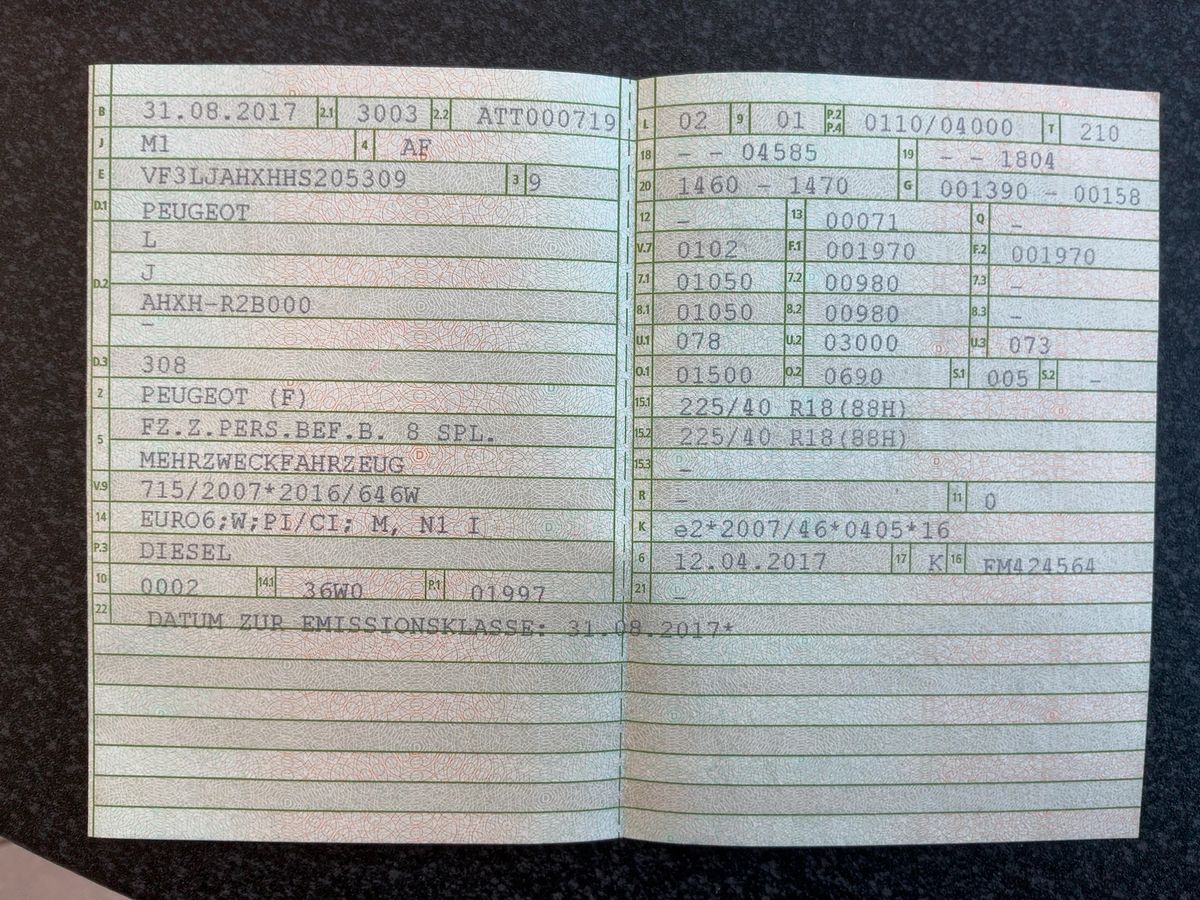 B 31.08.2017 2.1 3003 2.2 ATT000719
J M1 4 AF
E VF3LJAHXHHS205309 3 9
D.1 PEUGEOT
L
D.2 J
AHXH-R2B000
–
D.3 308
2 PEUGEOT (F)
5 FZ.Z.PERS.BEF.B. 8 SPL.
MEHRZWECKFAHRZEUG
V.9 715/2007*2016/646W
14 EURO6;W;PI/CI; M, N1 I
P.3 DIESEL
10 0002 14.1 36W0 P.1 01997
22 DATUM ZUR EMISSIONSKLASSE: 31.08.2017*
L 02 9 01 P.2 P.4 0110/04000 T 210
18 – – 04585 19 – – 1804
20 1460 – 1470 G 001390 – 00158
12 – 13 00071 Q –
V.7 0102 F.1 001970 F.2 001970
7.1 01050 7.2 00980 7.3 –
8.1 01050 8.2 00980 8.3 –
U.1 078 U.2 03000 U.3 073
O.1 01500 O.2 0690 S.1 005 S.2 –
15.1 225/40 R18(88H)
15.2 225/40 R18(88H)
15.3 –
R – 11 0
K e2*2007/46*0405*16
6 12.04.2017 17 K 16 FM424564
21 –